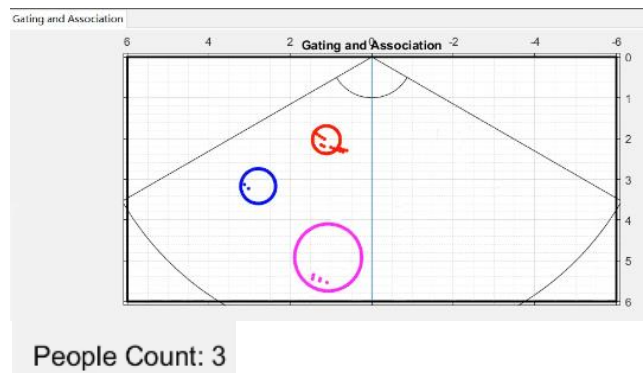 Gating and Association
6 4 2 0 -2 -4 -6
Gating and Association
0
1
2
3
4
5
6
People Count: 3